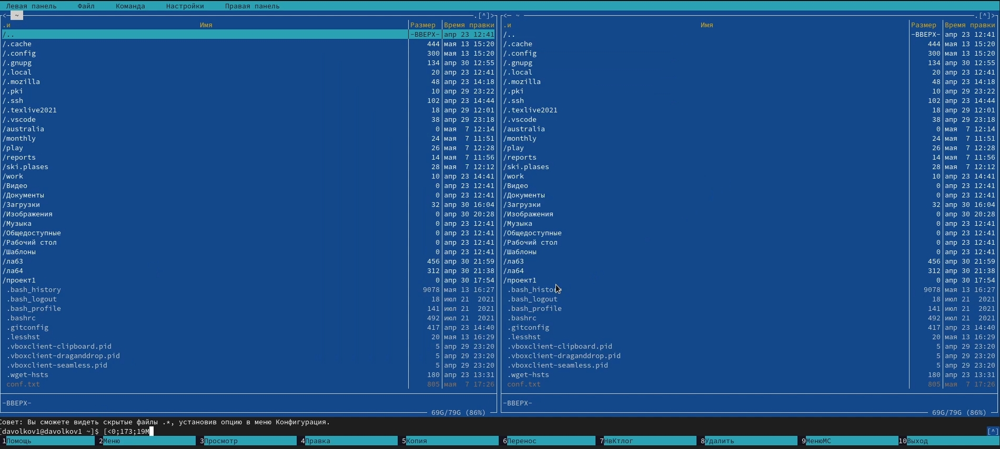 Левая панель Файл Команда Настройки Правая панель
<─ ~ .[^]> <─ ~ .[^]>
.и Имя Размер Время правки .и Имя Размер Время правки
/.. -ВВЕРХ- апр 23 12:41 /.. -ВВЕРХ- апр 23 12:41
/.cache 444 мая 13 15:20 /.cache 444 мая 13 15:20
/.config 300 мая 13 15:20 /.config 300 мая 13 15:20
/.gnupg 134 апр 30 12:55 /.gnupg 134 апр 30 12:55
/.local 20 апр 23 12:41 /.local 20 апр 23 12:41
/.mozilla 48 апр 23 14:18 /.mozilla 48 апр 23 14:18
/.pki 10 апр 29 23:22 /.pki 10 апр 29 23:22
/.ssh 102 апр 23 14:44 /.ssh 102 апр 23 14:44
/.texlive2021 18 апр 29 12:01 /.texlive2021 18 апр 29 12:01
/.vscode 38 апр 29 23:18 /.vscode 38 апр 29 23:18
/australia 0 мая 7 12:14 /australia 0 мая 7 12:14
/monthly 24 мая 7 11:51 /monthly 24 мая 7 11:51
/play 26 мая 7 12:28 /play 26 мая 7 12:28
/reports 14 мая 7 11:56 /reports 14 мая 7 11:56
/ski.plases 28 мая 7 12:12 /ski.plases 28 мая 7 12:12
/work 10 апр 23 14:41 /work 10 апр 23 14:41
/Видео 0 апр 23 12:41 /Видео 0 апр 23 12:41
/Документы 0 апр 23 12:41 /Документы 0 апр 23 12:41
/Загрузки 32 апр 30 16:04 /Загрузки 32 апр 30 16:04
/Изображения 0 апр 30 20:28 /Изображения 0 апр 30 20:28
/Музыка 0 апр 23 12:41 /Музыка 0 апр 23 12:41
/Общедоступные 0 апр 23 12:41 /Общедоступные 0 апр 23 12:41
/Рабочий стол 0 апр 23 12:41 /Рабочий стол 0 апр 23 12:41
/Шаблоны 0 апр 23 12:41 /Шаблоны 0 апр 23 12:41
/лаб3 456 апр 30 21:59 /лаб3 456 апр 30 21:59
/лаб4 312 апр 30 21:38 /лаб4 312 апр 30 21:38
/проект1 0 апр 30 17:54 /проект1 0 апр 30 17:54
.bash_history 9078 мая 13 16:27 .bash_history 9078 мая 13 16:27
.bash_logout 18 июл 21 2021 .bash_logout 18 июл 21 2021
.bash_profile 141 июл 21 2021 .bash_profile 141 июл 21 2021
.bashrc 492 июл 21 2021 .bashrc 492 июл 21 2021
.gitconfig 417 апр 23 14:40 .gitconfig 417 апр 23 14:40
.lesshst 20 мая 13 16:29 .lesshst 20 мая 13 16:29
.vboxclient-clipboard.pid 5 апр 29 23:20 .vboxclient-clipboard.pid 5 апр 29 23:20
.vboxclient-draganddrop.pid 5 апр 29 23:20 .vboxclient-draganddrop.pid 5 апр 29 23:20
.vboxclient-seamless.pid 5 апр 29 23:20 .vboxclient-seamless.pid 5 апр 29 23:20
.wget-hsts 180 апр 23 13:31 .wget-hsts 180 апр 23 13:31
conf.txt 805 мая 7 17:26 conf.txt 805 мая 7 17:26
-ВВЕРХ- -ВВЕРХ-
69G/79G (86%) 69G/79G (86%)
Совет: Вы сможете видеть скрытые файлы .*, установив опцию в меню Конфигурация.
[davolkov1@davolkov1 ~]$ [<0;173;19M [^]
1Помощь 2Меню 3Просмотр 4Правка 5Копия 6Перенос 7НвКтлог 8Удалить 9МенюМС 10Выход